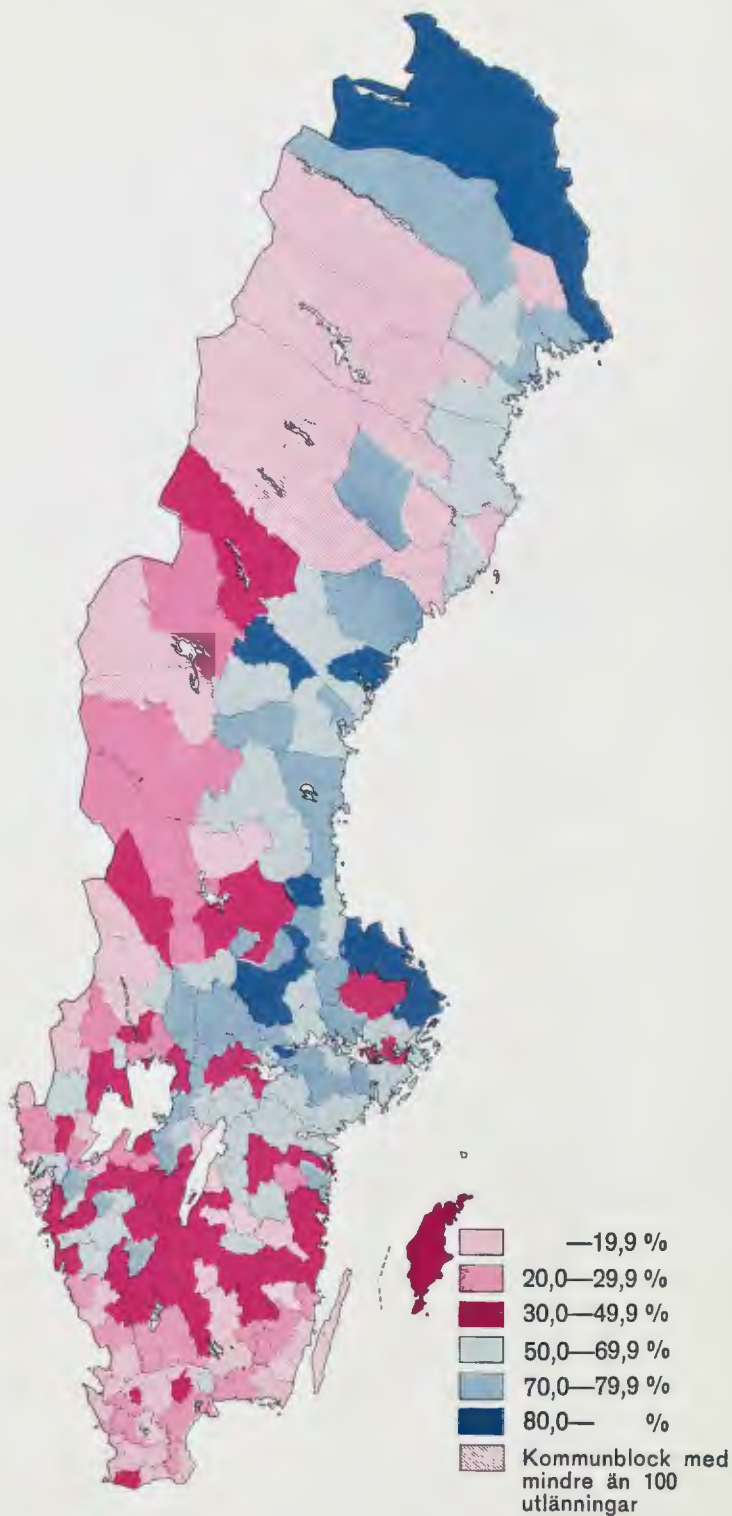 —19,9 %
20,0—29,9 %
30,0—49,9 %
50,0—69,9 %
70,0—79,9 %
80,0— %
Kommunblock med
mindre än 100
utlänningar